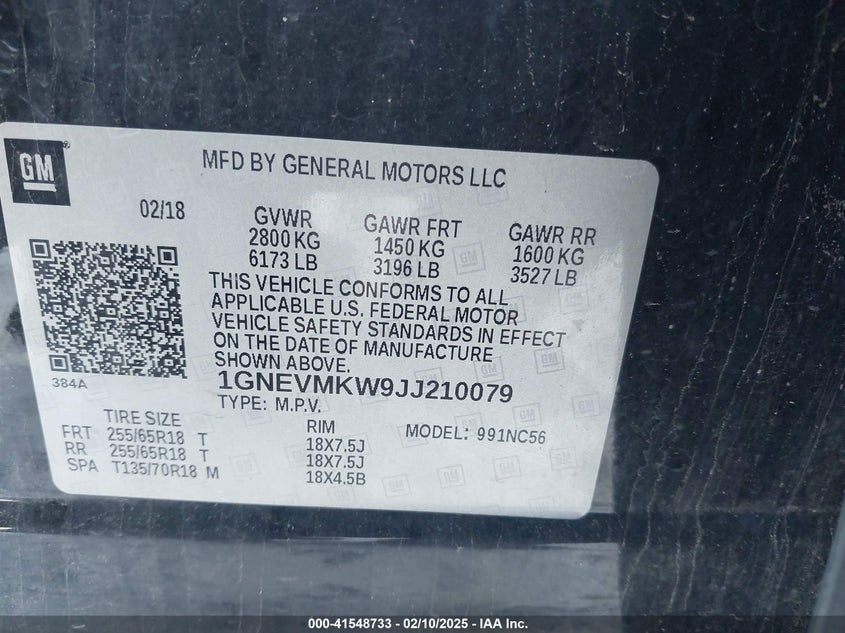 GM
MFD BY GENERAL MOTORS LLC
02/18
GVWR
2800 KG
6173 LB
GAWR FRT
1450 KG
3196 LB
GAWR RR
1600 KG
3527 LB
THIS VEHICLE CONFORMS TO ALL
APPLICABLE U.S. FEDERAL MOTOR
VEHICLE SAFETY STANDARDS IN EFFECT
ON THE DATE OF MANUFACTURE
SHOWN ABOVE.
384A
1GNEVMKW9JJ210079
TYPE: M.P.V.
MODEL: 991NC56
TIRE SIZE
RIM
FRT 255/65R18 T 18X7.5J
RR 255/65R18 T 18X7.5J
SPA T135/70R18 M 18X4.5B
000-41548733 - 02/10/2025 - IAA Inc.